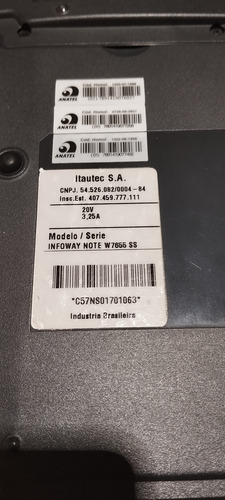 ANATEL
ANATEL
ANATEL
Itautec S.A.
CNPJ. 54.526.082/0004-84
Insc.Est. 407.459.777.111
20V
3,25A
Modelo / Serie
INFOWAY NOTE W7655 SS
*C57NS01701063*
Industria Brasileira